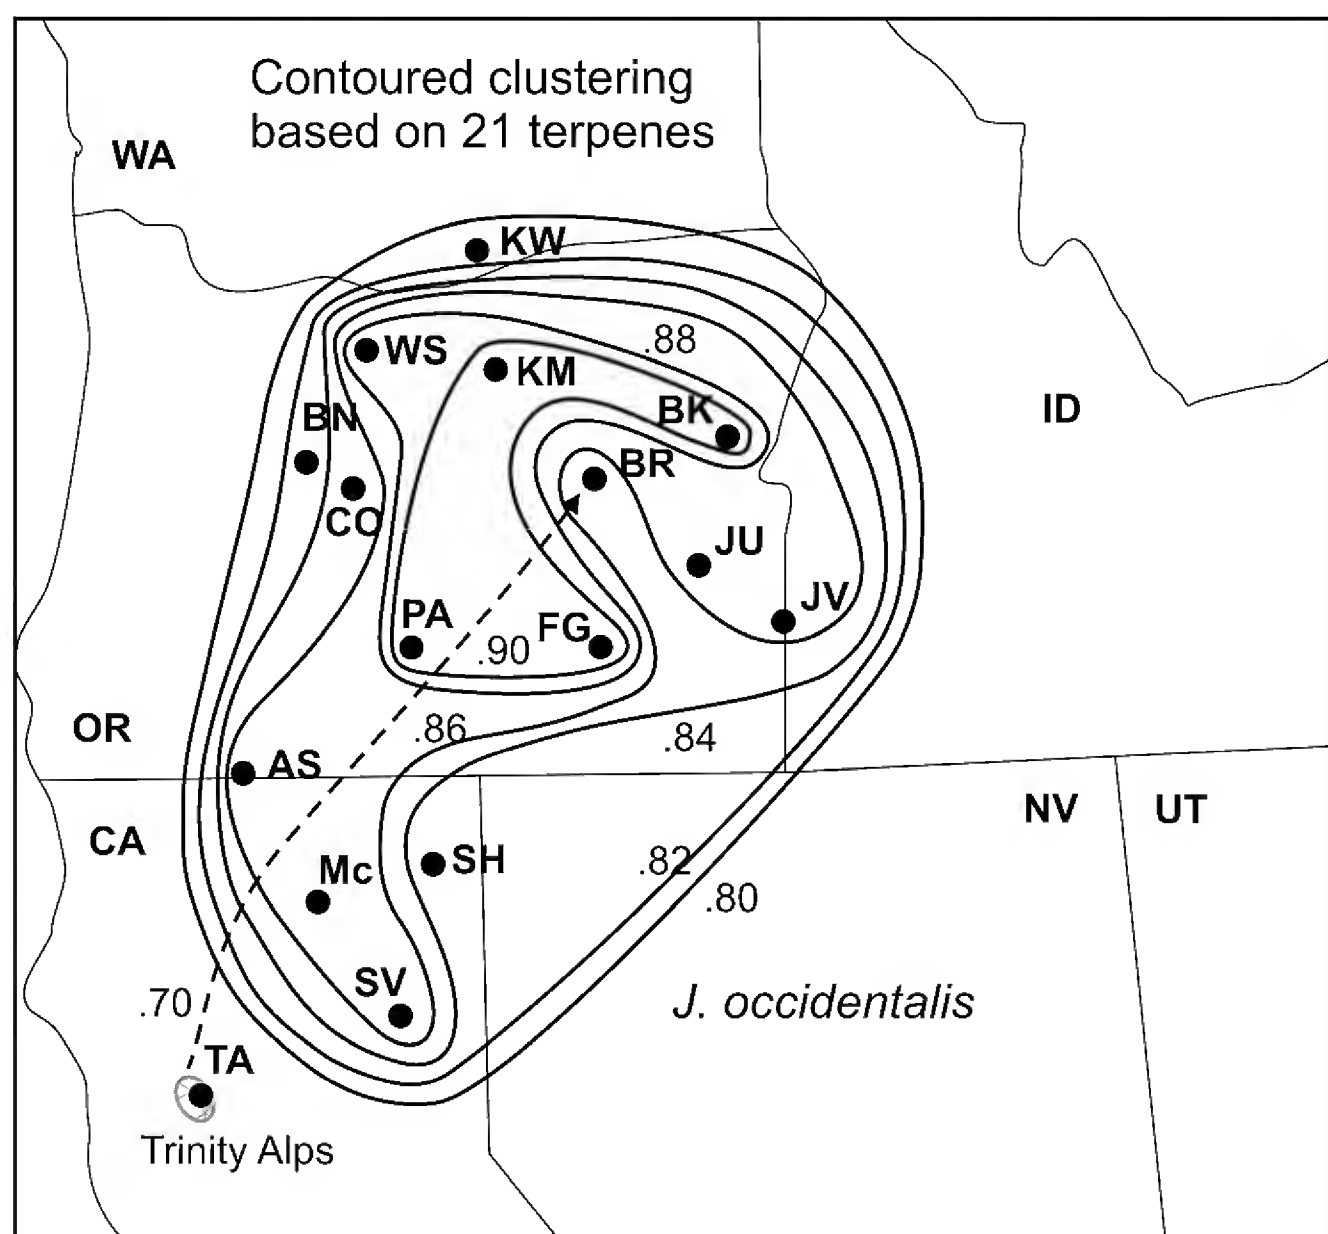 Contoured clustering
based on 21 terpenes
WA
KW
.88
WS
KM
BK
ID
BN
BR
CO
JU
JV
PA
FG
.90
OR
.86
.84
AS
NV
UT
CA
Mc
SH
.82
.80
SV
.70
J. occidentalis
TA
Trinity Alps